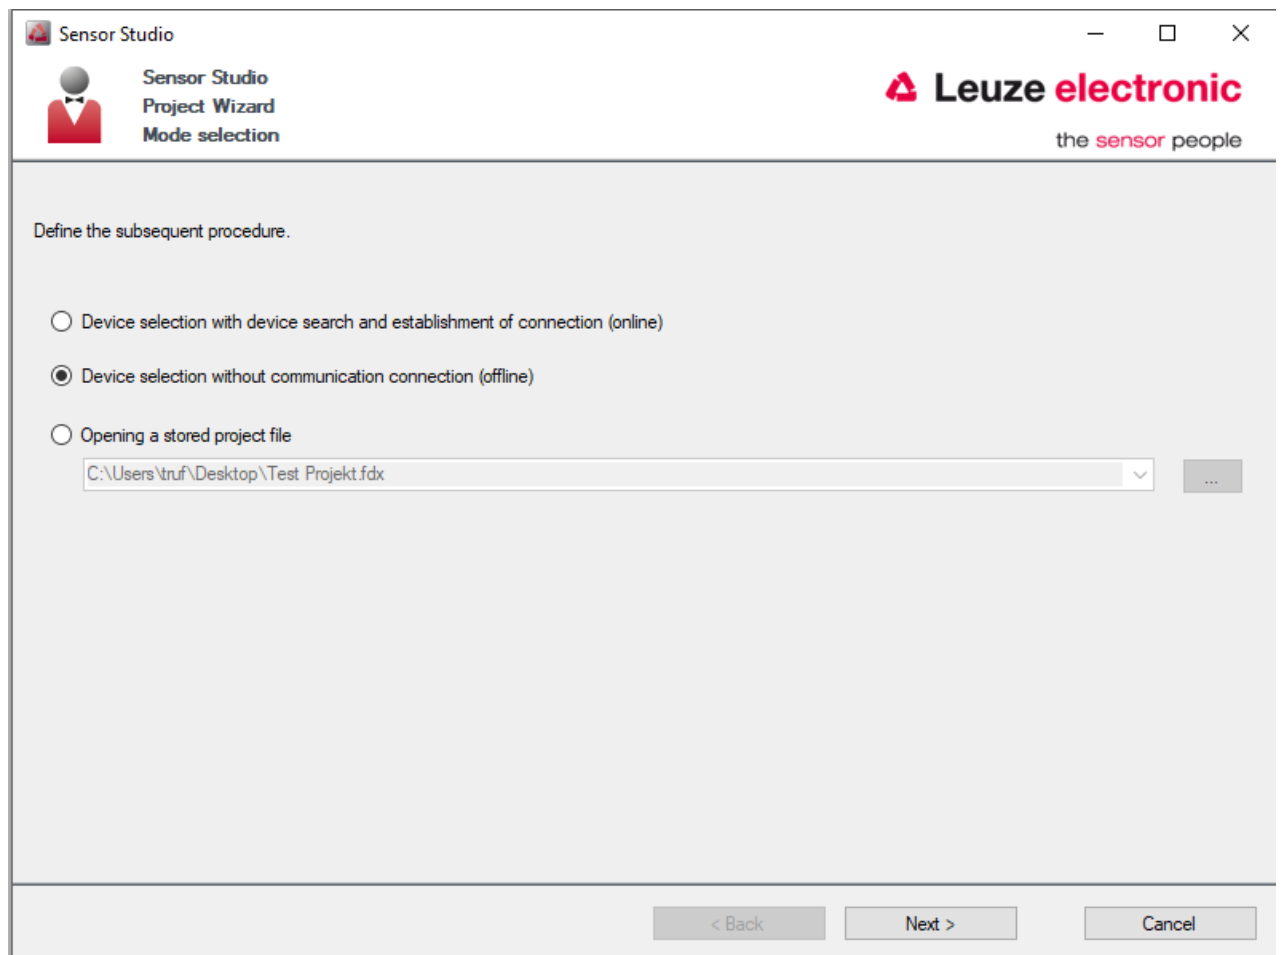 Sensor Studio
Sensor Studio
Project Wizard
Mode selection
Leuze electronic
the sensor people
Define the subsequent procedure.
Device selection with device search and establishment of connection (online)
Device selection without communication connection (offline)
Opening a stored project file
C:\Users\truf\Desktop\Test Projekt.fdx
...
< Back
Next >
Cancel